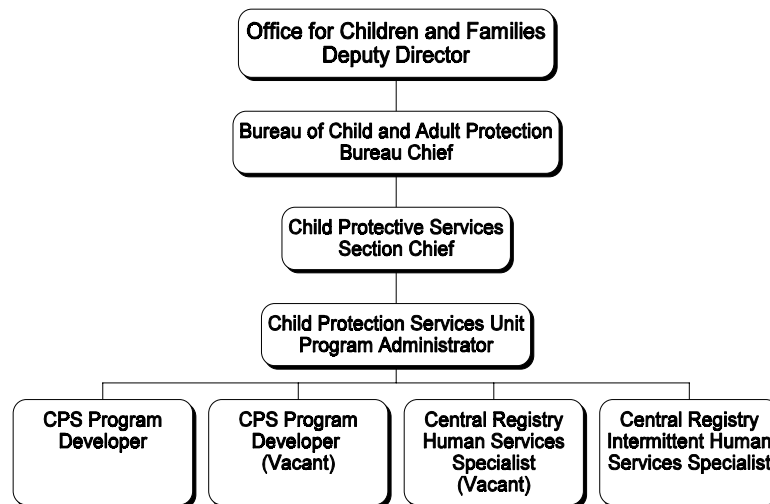 Office for Children and Families
Deputy Director
Bureau of Child and Adult Protection
Bureau Chief
Child Protective Services
Section Chief
Child Protection Services Unit
Program Administrator
CPS Program
Developer
CPS Program
Developer
(Vacant)
Central Registry
Human Services
Specialist
(Vacant)
Central Registry
Intermittent Human
Services Specialist